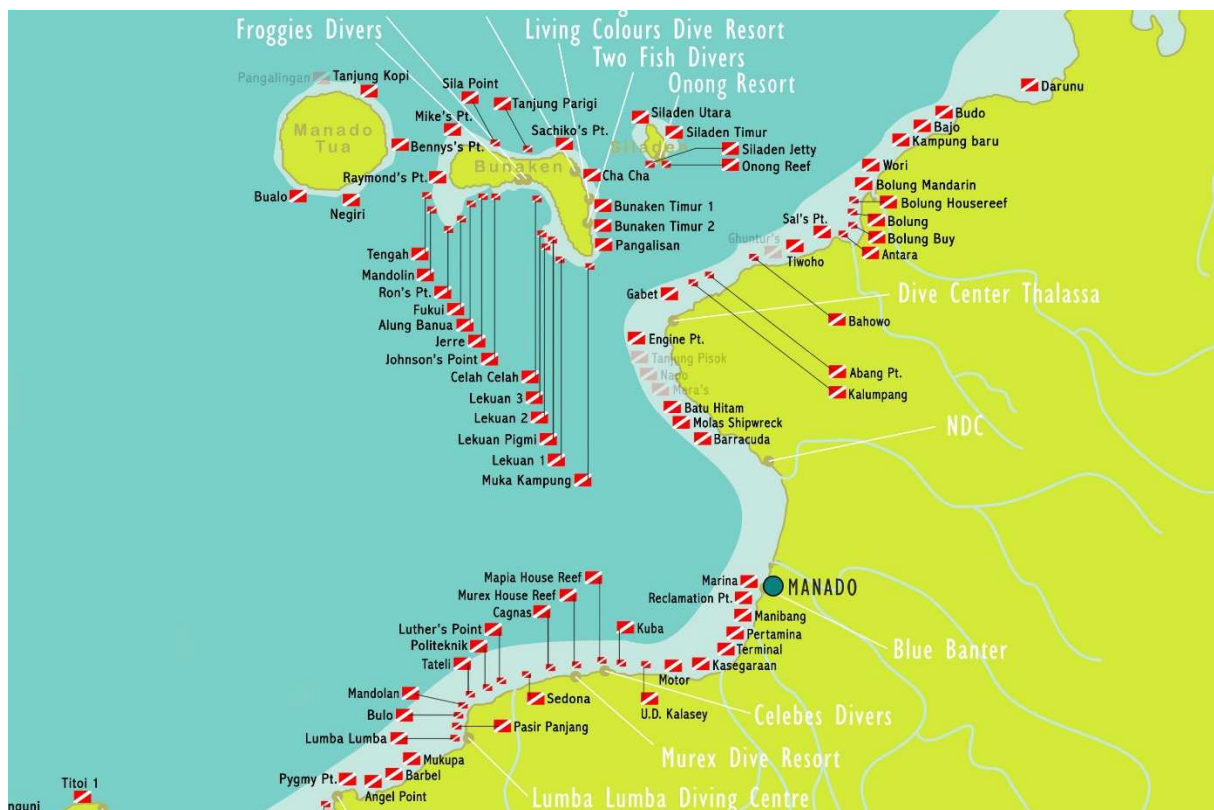 Froggies Divers
Living Colours Dive Resort
Two Fish Divers
Onong Resort
Pangalingan
Tanjung Kopi
Sila Point
Tanjung Parigi
Mike's Pt.
Sachiko's Pt.
Manado
Tua
Bennys's Pt.
Bunaken
Raymond's Pt.
Bualo
Negiri
Siladen Utara
Siladen Timur
Siladen
Siladen Jetty
Onong Reef
Cha Cha
Bunaken Timur 1
Bunaken Timur 2
Pangalisan
Darunu
Budo
Bajo
Kampung baru
Wori
Bolung Mandarin
Bolung Housereef
Bolung
Bolung Buy
Antara
Sal's Pt.
Ghuntur's
Tiwoho
Tengah
Mandolin
Ron's Pt.
Fukui
Alung Banua
Jerre
Johnson's Point
Celah Celah
Lekuan 3
Lekuan 2
Lekuan Pigmi
Lekuan 1
Muka Kampung
Gabet
Dive Center Thalassa
Bahowo
Engine Pt.
Tanjung Pisok
Napo
Mera's
Abang Pt.
Kalumpang
Batu Hitam
Molas Shipwreck
Barracuda
NDC
Mapia House Reef
Murex House Reef
Cagnas
Luther's Point
Politeknik
Tateli
Kuba
Marina
MANADO
Reclamation Pt.
Manibang
Pertamina
Terminal
Kasegaraan
Motor
Blue Banter
Mandolan
Bulo
Lumba Lumba
Sedona
Pasir Panjang
U.D. Kalasey
Celebes Divers
Murex Dive Resort
Mukupa
Barbel
Pygmy Pt.
Angel Point
Lumba Lumba Diving Centre
Titoi 1